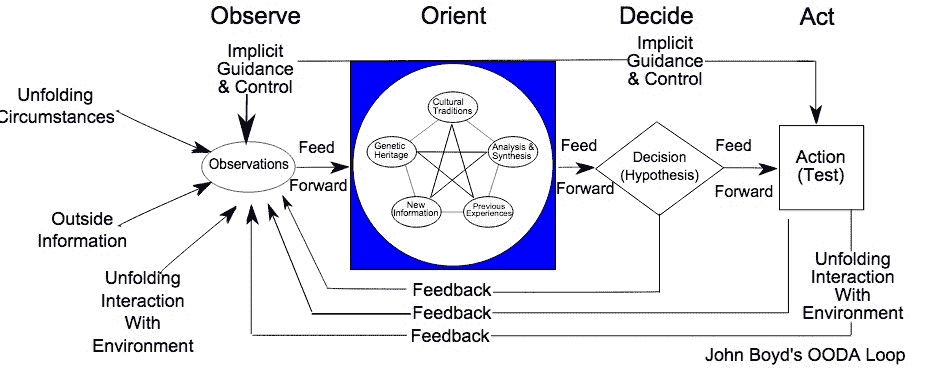 Observe
Orient
Decide
Act
Implicit
Guidance
& Control
Implicit
Guidance
& Control
Unfolding
Circumstances
Observations
Feed
Forward
Cultural
Traditions
Genetic
Heritage
Analysis &
Synthesis
New
Information
Previous
Experiences
Feed
Forward
Decision
(Hypothesis)
Feed
Forward
Action
(Test)
Outside
Information
Unfolding
Interaction
With
Environment
Feedback
Feedback
Feedback
Unfolding
Interaction
With
Environment
John Boyd's OODA Loop